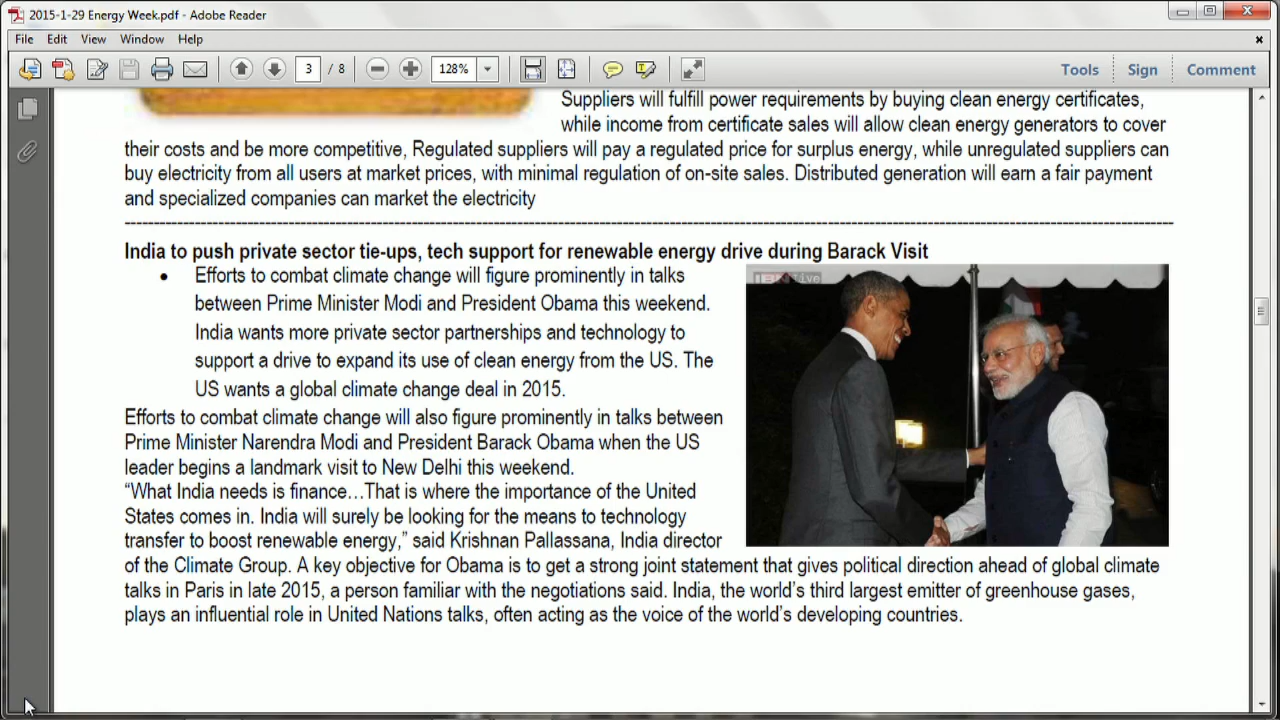 2015-1-29 Energy Week.pdf - Adobe Reader
File Edit View Window Help
3 / 8 128% Tools Sign Comment
Suppliers will fulfill power requirements by buying clean energy certificates,
while income from certificate sales will allow clean energy generators to cover
their costs and be more competitive, Regulated suppliers will pay a regulated price for surplus energy, while unregulated suppliers can
buy electricity from all users at market prices, with minimal regulation of on-site sales. Distributed generation will earn a fair payment
and specialized companies can market the electricity
India to push private sector tie-ups, tech support for renewable energy drive during Barack Visit
• Efforts to combat climate change will figure prominently in talks
between Prime Minister Modi and President Obama this weekend.
India wants more private sector partnerships and technology to
support a drive to expand its use of clean energy from the US. The
US wants a global climate change deal in 2015.
Efforts to combat climate change will also figure prominently in talks between
Prime Minister Narendra Modi and President Barack Obama when the US
leader begins a landmark visit to New Delhi this weekend.
“What India needs is finance…That is where the importance of the United
States comes in. India will surely be looking for the means to technology
transfer to boost renewable energy,” said Krishnan Pallassana, India director
of the Climate Group. A key objective for Obama is to get a strong joint statement that gives political direction ahead of global climate
talks in Paris in late 2015, a person familiar with the negotiations said. India, the world’s third largest emitter of greenhouse gases,
plays an influential role in United Nations talks, often acting as the voice of the world’s developing countries.